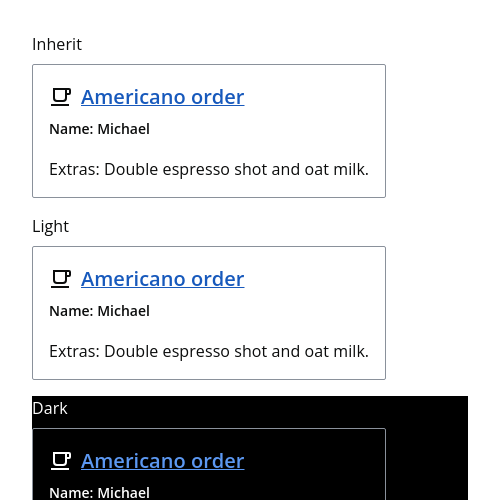 Inherit
Americano order
Name: Michael
Extras: Double espresso shot and oat milk.
Light
Americano order
Name: Michael
Extras: Double espresso shot and oat milk.
Dark
Americano order
Name: Michael